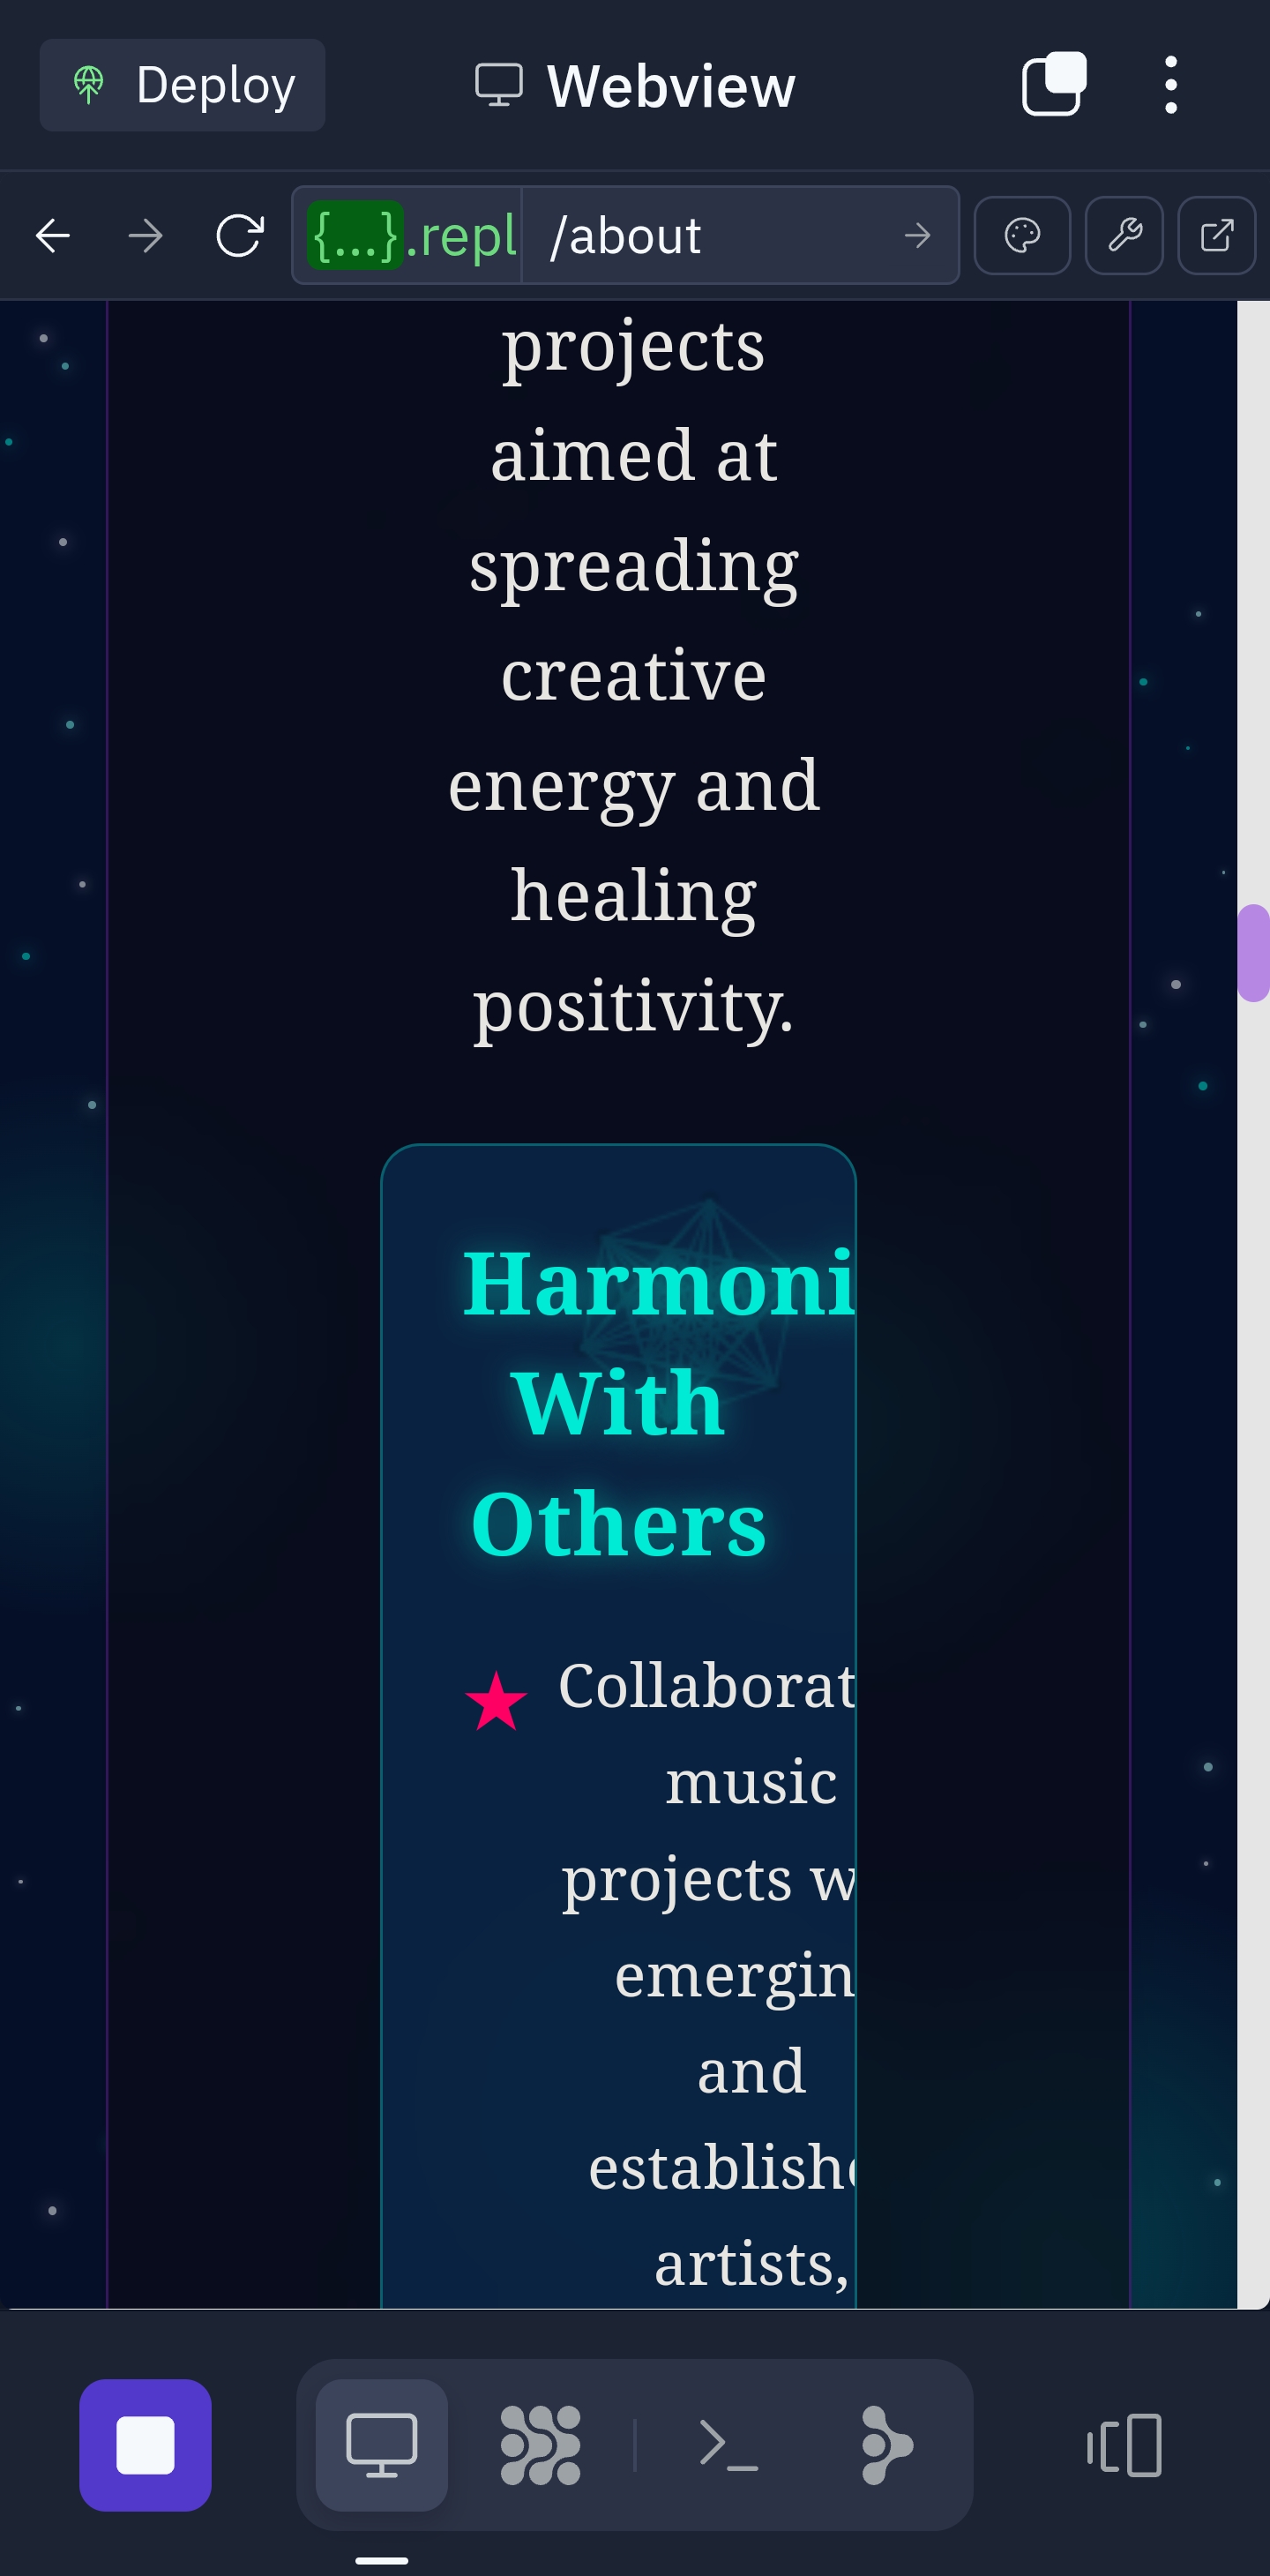 Deploy
Webview
{...}.repl
/about
projects
aimed at
spreading
creative
energy and
healing
positivity.
Harmoni
With
Others
Collaborat
music
projects w
emergin
and
establishe
artists,